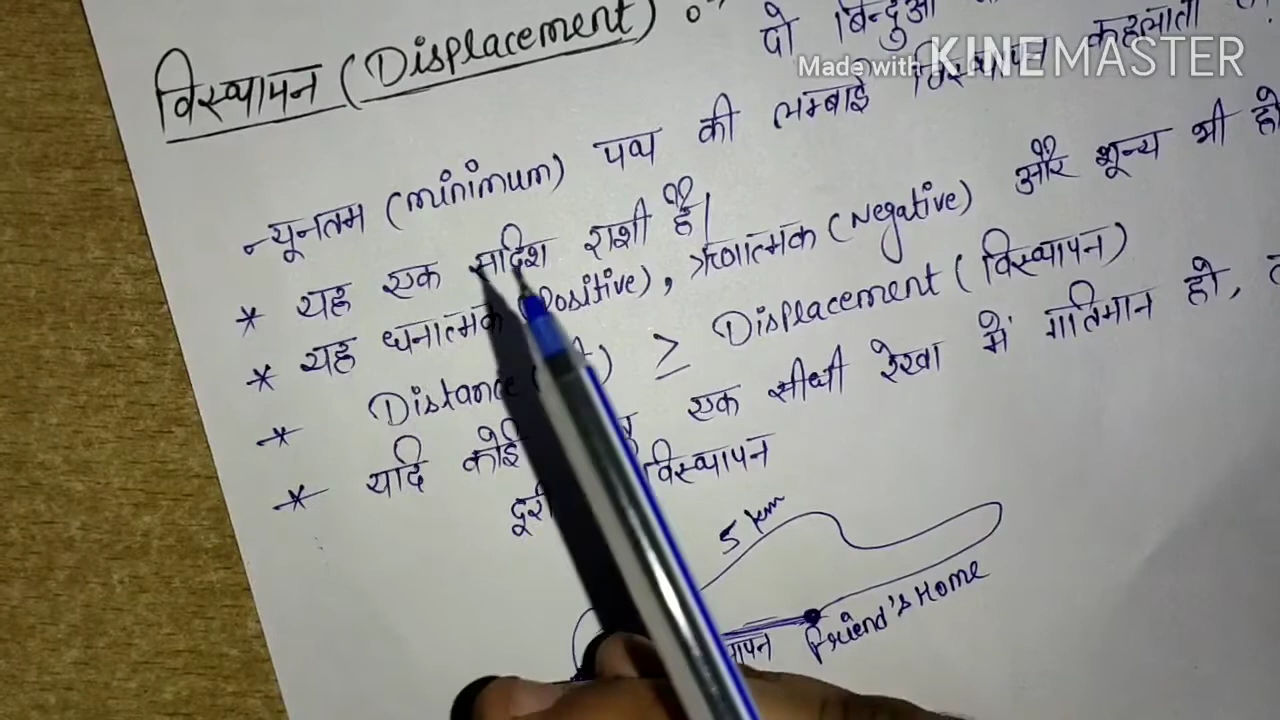 विस्थापन (Displacement) :-
दो बिन्दुओ
Made with KINEMASTER
न्यूनतम (minimum) पथ की लम्बाई विस्थापन कहलाता
* यह एक सदिश राशी है।
* यह धनात्मक (Positive), ऋणात्मक (Negative) और शून्य भी हो
* Distance ≥ Displacement (विस्थापन)
* यदि कोई एक सीधी रेखा में गतिमान हो,
दूरी विस्थापन
5 km
Friend's Home